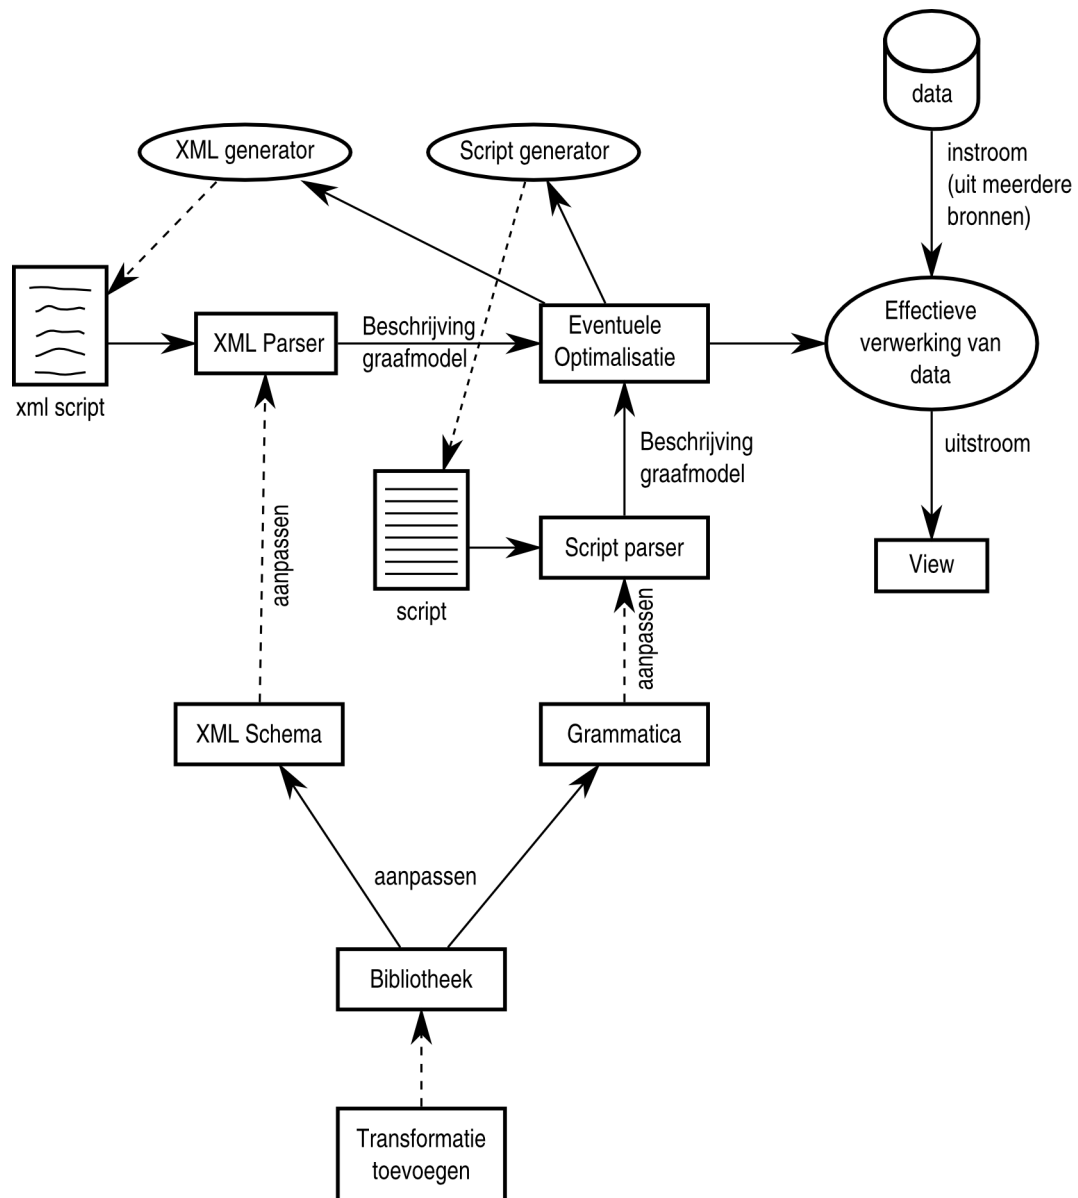 data
XML generator
Script generator
instroom
(uit meerdere
bronnen)
Effectieve
verwerking van
data
Eventuele
Optimalisatie
XML Parser
Beschrijving
graafmodel
xml script
Beschrijving
graafmodel
uitstroom
View
Script parser
script
aanpassen
aanpassen
XML Schema
Grammatica
aanpassen
Bibliotheek
Transformatie
toevoegen